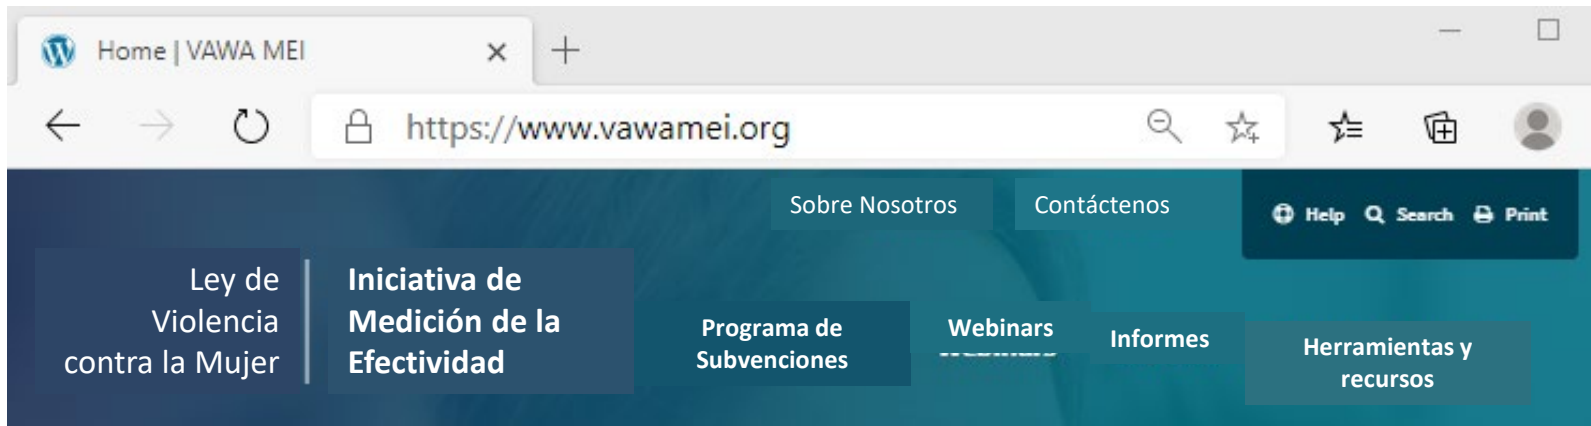 Home | VAWA MEI
https://www.vawamei.org
Sobre Nosotros
Contáctenos
Help
Search
Print
Ley de
Violencia
contra la Mujer
Iniciativa de
Medición de la
Efectividad
Programa de
Subvenciones
Webinars
Informes
Herramientas y
recursos